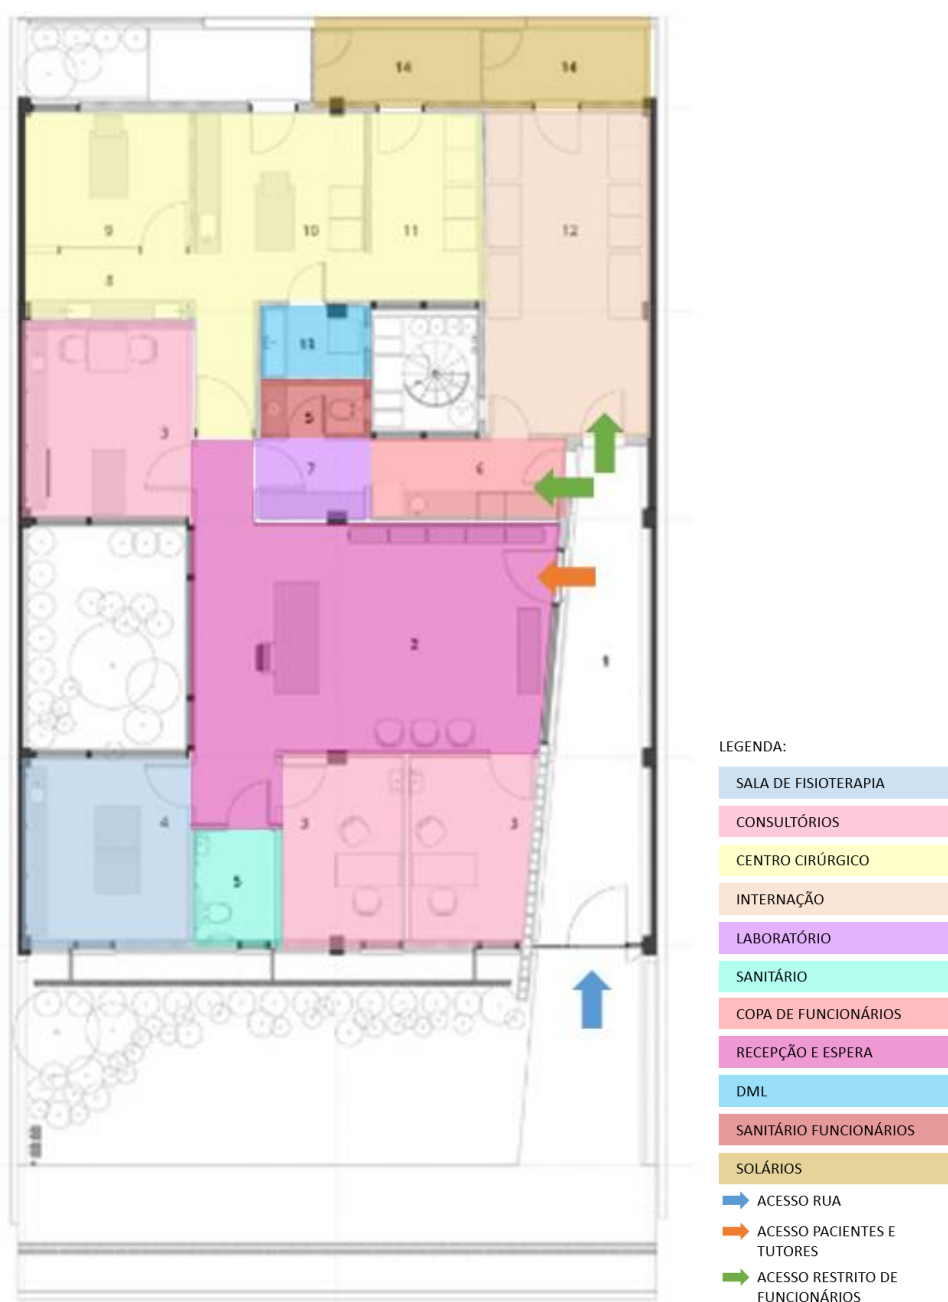 14 14
9 10 11 12
8
13
3 5
7 6
2
1
4 3 3
5
LEGENDA:
SALA DE FISIOTERAPIA
CONSULTÓRIOS
CENTRO CIRÚRGICO
INTERNAÇÃO
LABORATÓRIO
SANITÁRIO
COPA DE FUNCIONÁRIOS
RECEPÇÃO E ESPERA
DML
SANITÁRIO FUNCIONÁRIOS
SOLÁRIOS
ACESSO RUA
ACESSO PACIENTES E
TUTORES
ACESSO RESTRITO DE
FUNCIONÁRIOS